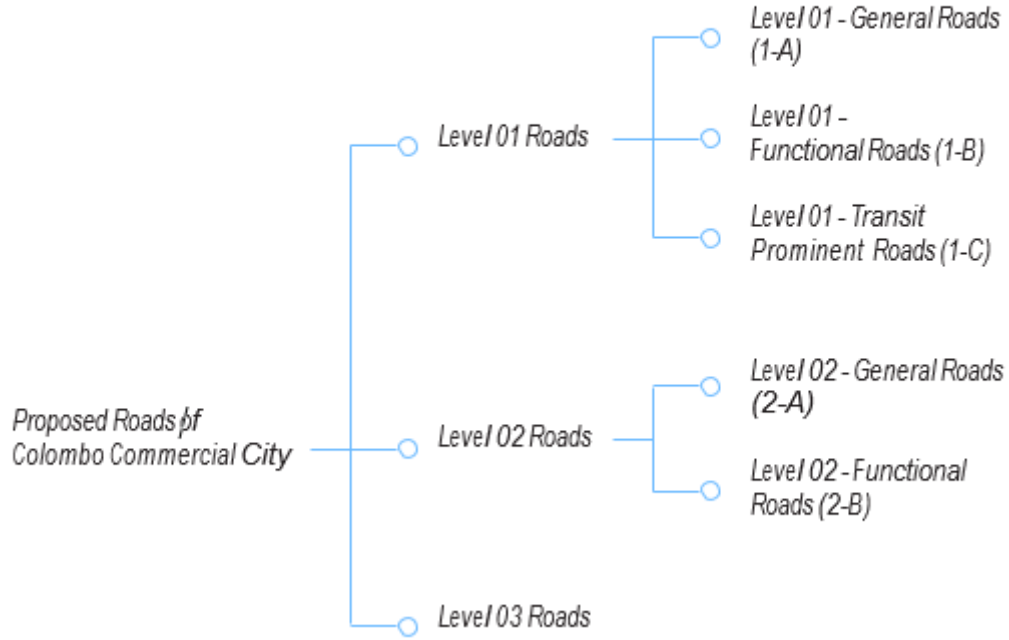 Level 01 - General Roads
(1-A)
Level 01 -
Functional Roads (1-B)
Level 01 Roads
Level 01 - Transit
Prominent Roads (1-C)
Level 02 - General Roads
(2-A)
Proposed Roads of
Colombo Commercial City
Level 02 Roads
Level 02 - Functional
Roads (2-B)
Level 03 Roads